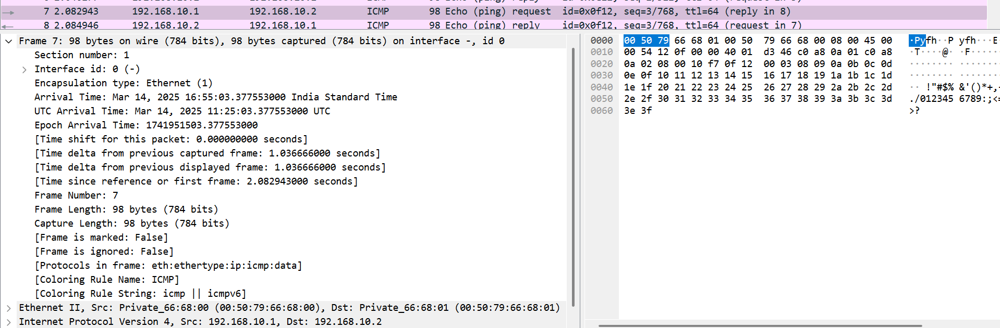 7 2.082943 192.168.10.1 192.168.10.2 ICMP 98 Echo (ping) request id=0x0f12, seq=3/768, ttl=64 (reply in 8)
8 2.084946 192.168.10.2 192.168.10.1 ICMP 98 Echo (ping) reply id=0x0f12, seq=3/768, ttl=64 (request in 7)
Frame 7: 98 bytes on wire (784 bits), 98 bytes captured (784 bits) on interface -, id 0
Section number: 1
Interface id: 0 (-)
Encapsulation type: Ethernet (1)
Arrival Time: Mar 14, 2025 16:55:03.377553000 India Standard Time
UTC Arrival Time: Mar 14, 2025 11:25:03.377553000 UTC
Epoch Arrival Time: 1741951503.377553000
[Time shift for this packet: 0.000000000 seconds]
[Time delta from previous captured frame: 1.036666000 seconds]
[Time delta from previous displayed frame: 1.036666000 seconds]
[Time since reference or first frame: 2.082943000 seconds]
Frame Number: 7
Frame Length: 98 bytes (784 bits)
Capture Length: 98 bytes (784 bits)
[Frame is marked: False]
[Frame is ignored: False]
[Protocols in frame: eth:ethertype:ip:icmp:data]
[Coloring Rule Name: ICMP]
[Coloring Rule String: icmp || icmpv6]
Ethernet II, Src: Private_66:68:00 (00:50:79:66:68:00), Dst: Private_66:68:01 (00:50:79:66:68:01)
Internet Protocol Version 4, Src: 192.168.10.1, Dst: 192.168.10.2
0000 00 50 79 66 68 01 00 50 79 66 68 00 08 00 45 00 ·Pyfh··P yfh···E
0010 00 54 12 0f 00 00 40 01 d3 46 c0 a8 0a 01 c0 a8 ·T····@· ·F······
0020 0a 02 08 00 10 f7 0f 12 00 03 08 09 0a 0b 0c 0d ········ ········
0030 0e 0f 10 11 12 13 14 15 16 17 18 19 1a 1b 1c 1d ········ ········
0040 1e 1f 20 21 22 23 24 25 26 27 28 29 2a 2b 2c 2d ·· !"#$% &'()*+,-
0050 2e 2f 30 31 32 33 34 35 36 37 38 39 3a 3b 3c 3d ./012345 6789:;<=
0060 3e 3f >?